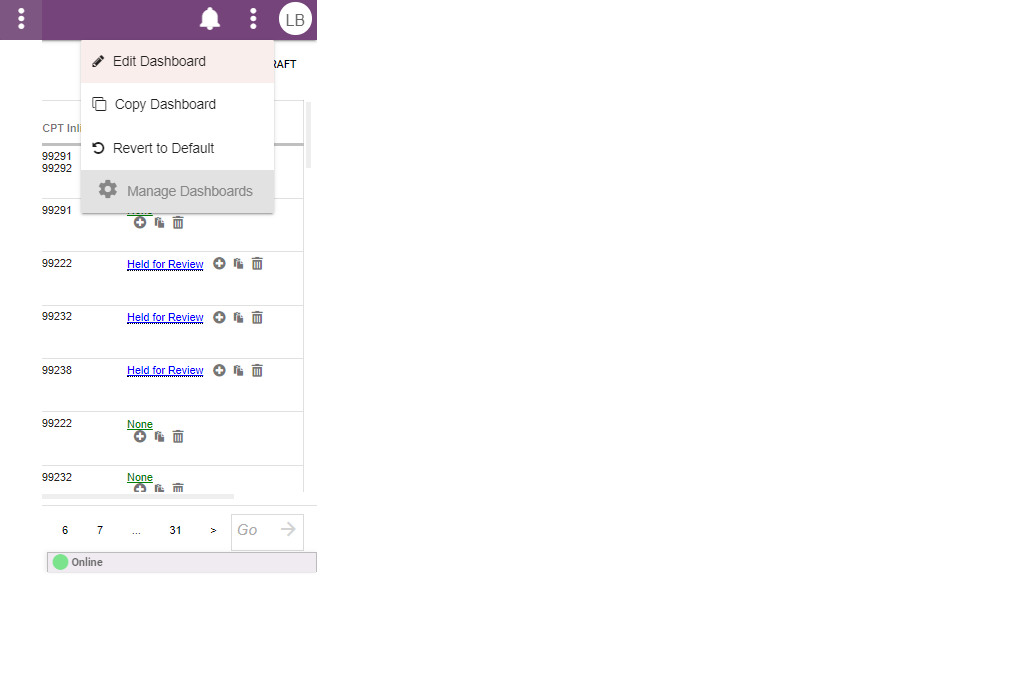 LB
Edit Dashboard
RAFT
Copy Dashboard
CPT Inli
Revert to Default
99291
99292
Manage Dashboards
99291
99222 Held for Review
99232 Held for Review
99238 Held for Review
99222 None
99232 None
6 7 ... 31 > Go
Online